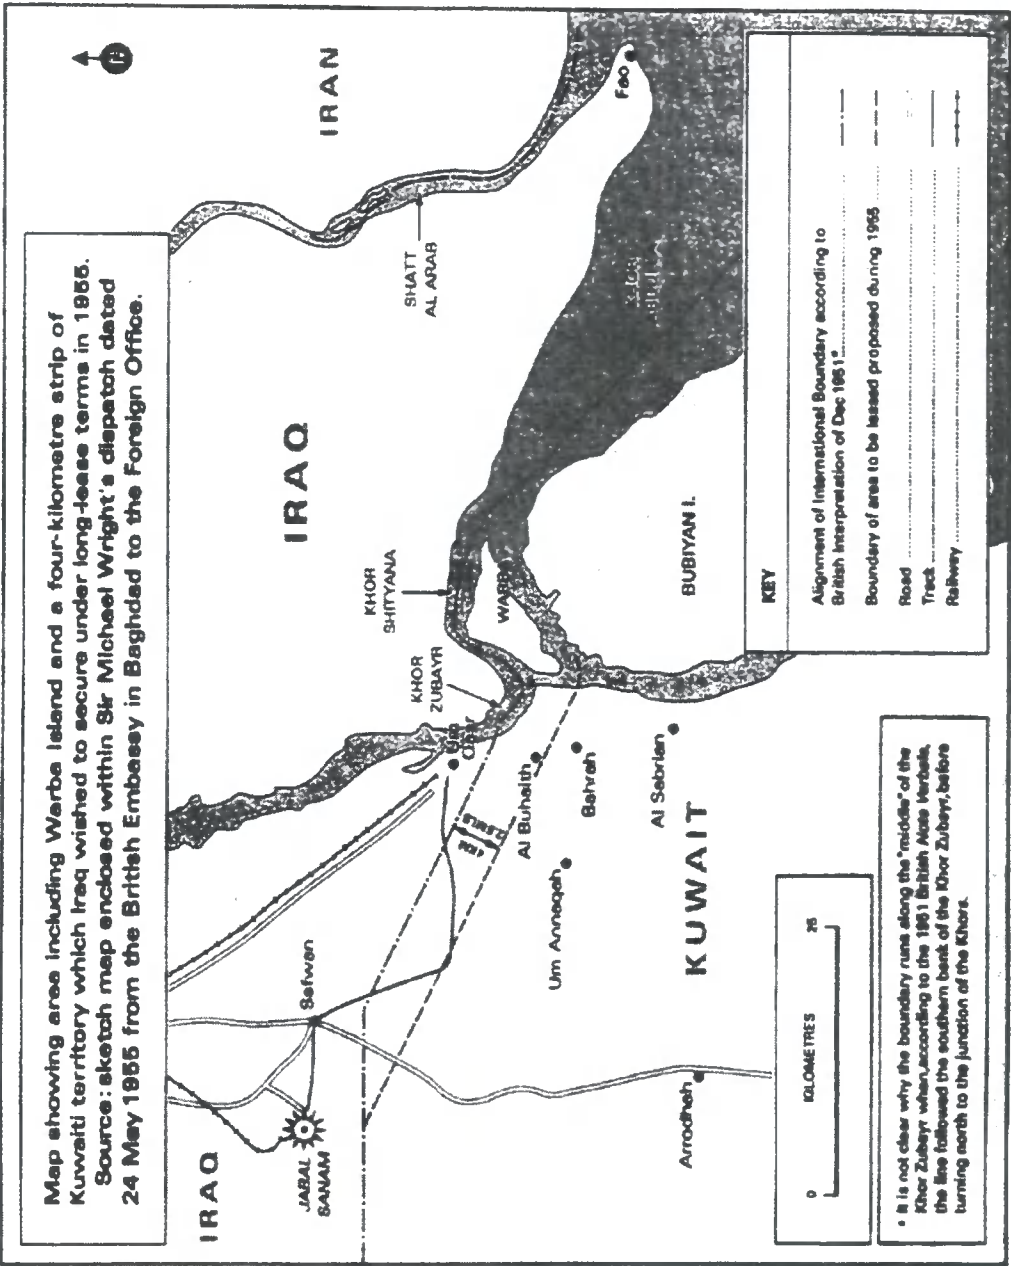 Map showing area including Warba Island and a four-kilometre strip of
Kuwaiti territory which Iraq wished to secure under long-lease terms in 1955.
Source: sketch map enclosed within Sir Michael Wright's dispatch dated
24 May 1955 from the British Embassy in Baghdad to the Foreign Office.
N
IRAQ
IRAN
IRAQ
JABAL
SANAM
Safwan
SHATT
AL ARAB
Fao
KHOR
ZUBAYR
KHOR
SHITYANA
Um
Qasr
KHOR
4 KM.
Al Buhaith
Bahrah
Um Annaqah
Al Sabriah
BUBIYAN I.
KUWAIT
Arrodhah
KILOMETRES
0 25
KEY
Alignment of International Boundary according to
British Interpretation of Dec 1951*
Boundary of area to be leased proposed during 1955
Road
Track
Railway
* It is not clear why the boundary runs along the "middle" of the
Khor Zubayr when, according to the 1951 British Note Verbale,
the line followed the southern bank of the Khor Zubayr, before
turning north to the junction of the Khors.